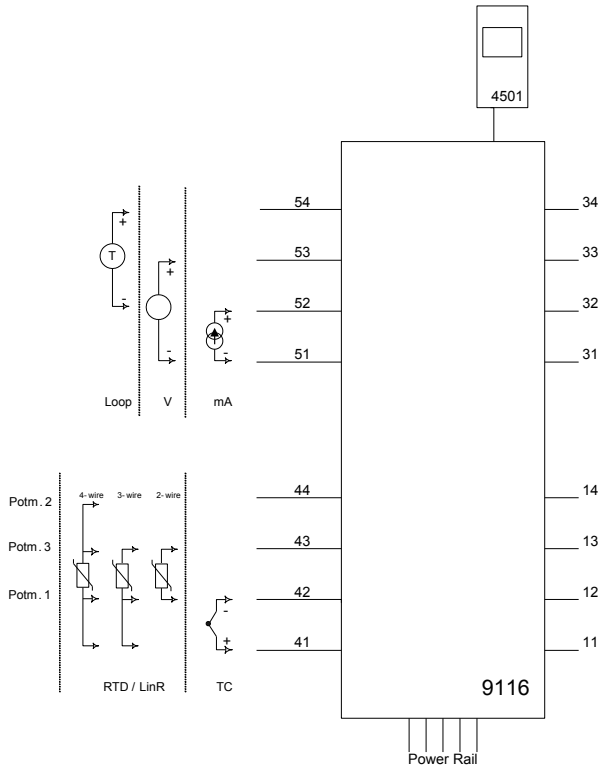 4501
54 34
+
T
53 33
+
52 32
+
-
51 31
-
-
Loop V mA
44 14
Potm. 2 4-wire 3-wire 2-wire
43 13
Potm. 3
Potm. 1
42 12
-
+
41 11
RTD / LinR TC
9116
Power Rail